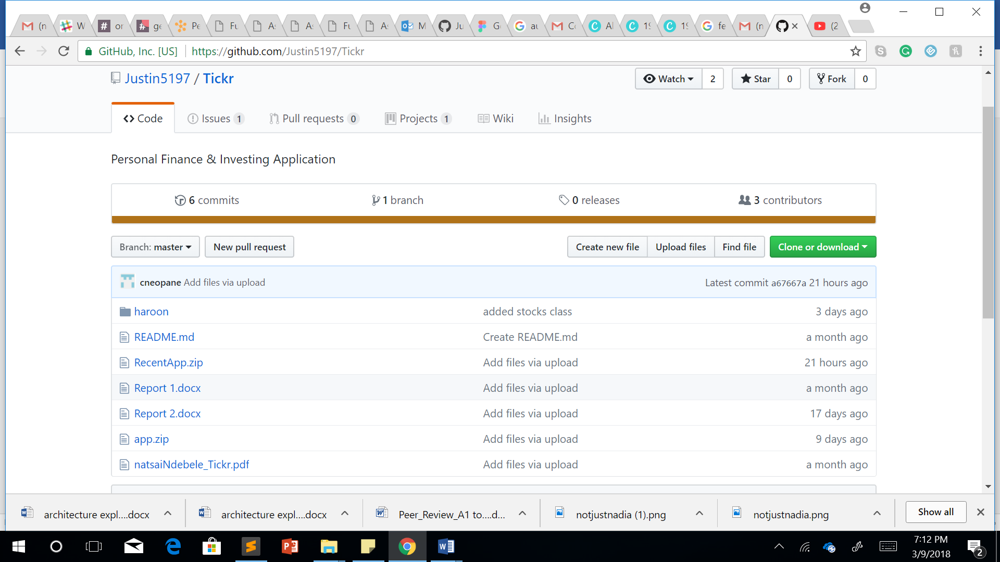 (n W or ge Pe Fu As As Fu As M Ju Go au Co Al 19 19 fe (n (2
GitHub, Inc. [US] https://github.com/Justin5197/Tickr
Justin5197 / Tickr Watch 2 Star 0 Fork 0
Code Issues 1 Pull requests 0 Projects 1 Wiki Insights
Personal Finance & Investing Application
6 commits 1 branch 0 releases 3 contributors
Branch: master New pull request Create new file Upload files Find file Clone or download
cneopane Add files via upload Latest commit a67667a 21 hours ago
haroon added stocks class 3 days ago
README.md Create README.md a month ago
RecentApp.zip Add files via upload 21 hours ago
Report 1.docx Add files via upload a month ago
Report 2.docx Add files via upload 17 days ago
app.zip Add files via upload 9 days ago
natsaiNdebele_Tickr.pdf Add files via upload a month ago
architecture expl....docx architecture expl....docx Peer_Review_A1 to....d... notjustnadia (1).png notjustnadia.png Show all
7:12 PM
3/9/2018 2